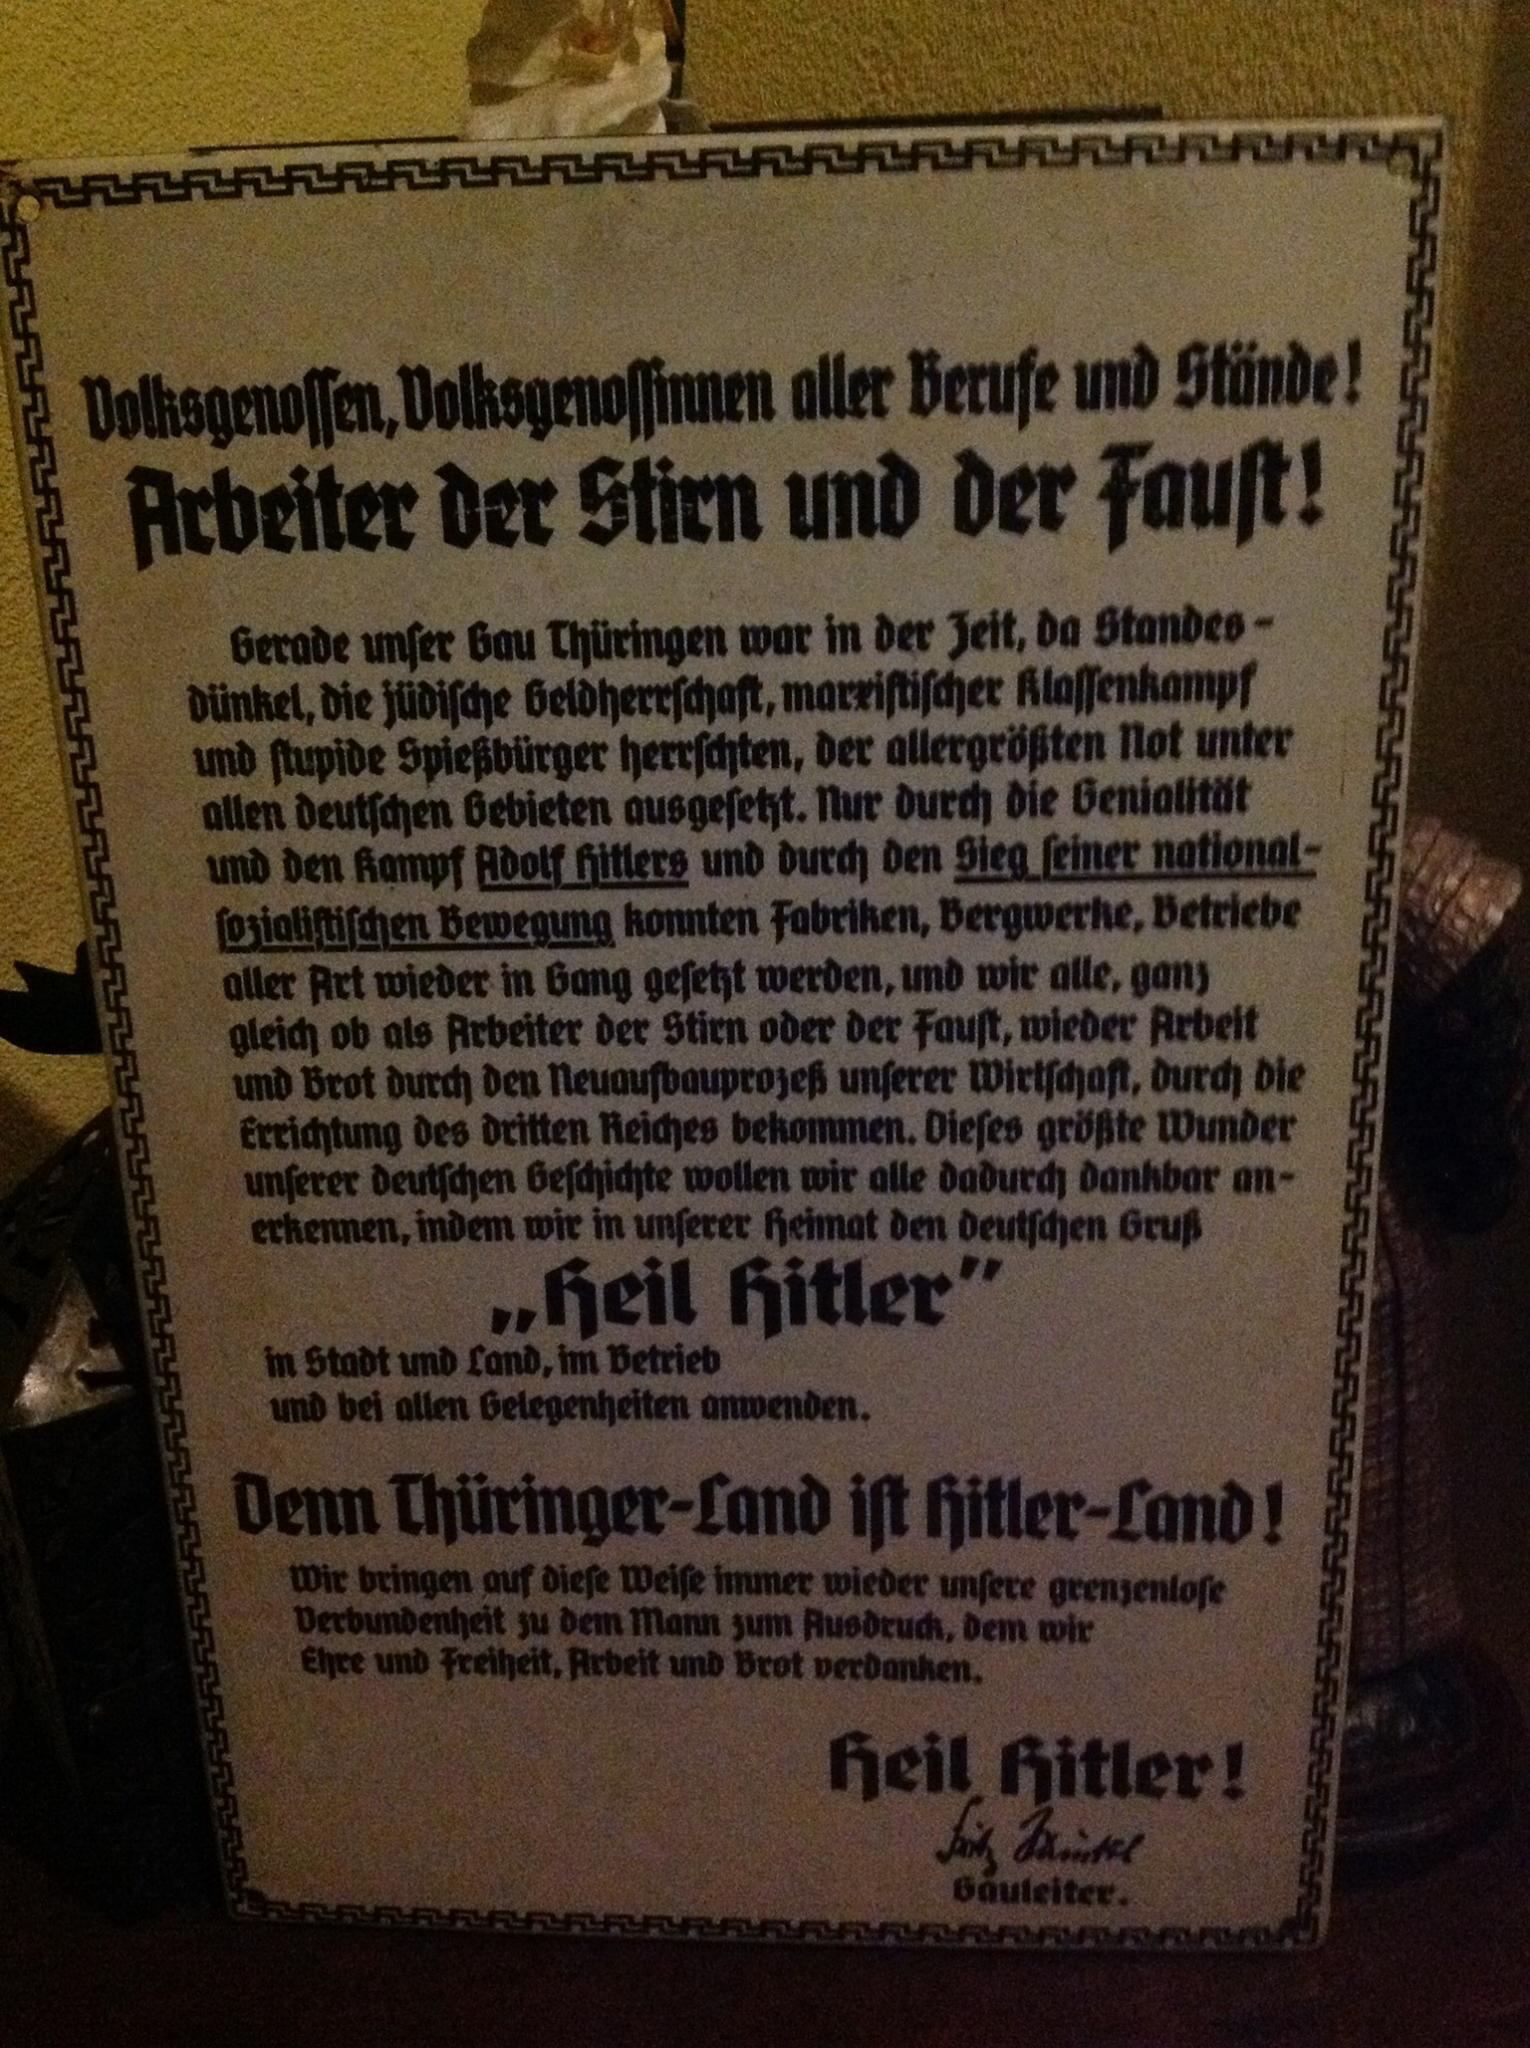 Volksgenossen, Volksgenossinnen aller Berufe und Stände!
Arbeiter der Stirn und der Faust!
Gerade unser Gau Thüringen war in der Zeit, da Standes-
dünkel, die jüdische Geldherrschaft, marxistischer Klassenkampf
und stupide Spießbürger herrschten, der allergrößten Not unter
allen deutschen Gebieten ausgesetzt. Nur durch die Genialität
und den Kampf Adolf Hitlers und durch den Sieg seiner national-
sozialistischen Bewegung konnten Fabriken, Bergwerke, Betriebe
aller Art wieder in Gang gesetzt werden, und wir alle, ganz
gleich ob als Arbeiter der Stirn oder der Faust, wieder Arbeit
und Brot durch den Neuaufbauprozeß unserer Wirtschaft, durch die
Errichtung des dritten Reiches bekommen. Dieses größte Wunder
unserer deutschen Geschichte wollen wir alle dadurch dankbar an-
erkennen, indem wir in unserer Heimat den deutschen Gruß
„Heil Hitler”
in Stadt und Land, im Betrieb
und bei allen Gelegenheiten anwenden.
Denn Thüringer-Land ist Hitler-Land!
Wir bringen auf diese Weise immer wieder unsere grenzenlose
Verbundenheit zu dem Mann zum Ausdruck, dem wir
Ehre und Freiheit, Arbeit und Brot verdanken.
Heil Hitler!
Fritz Sauckel
Gauleiter.